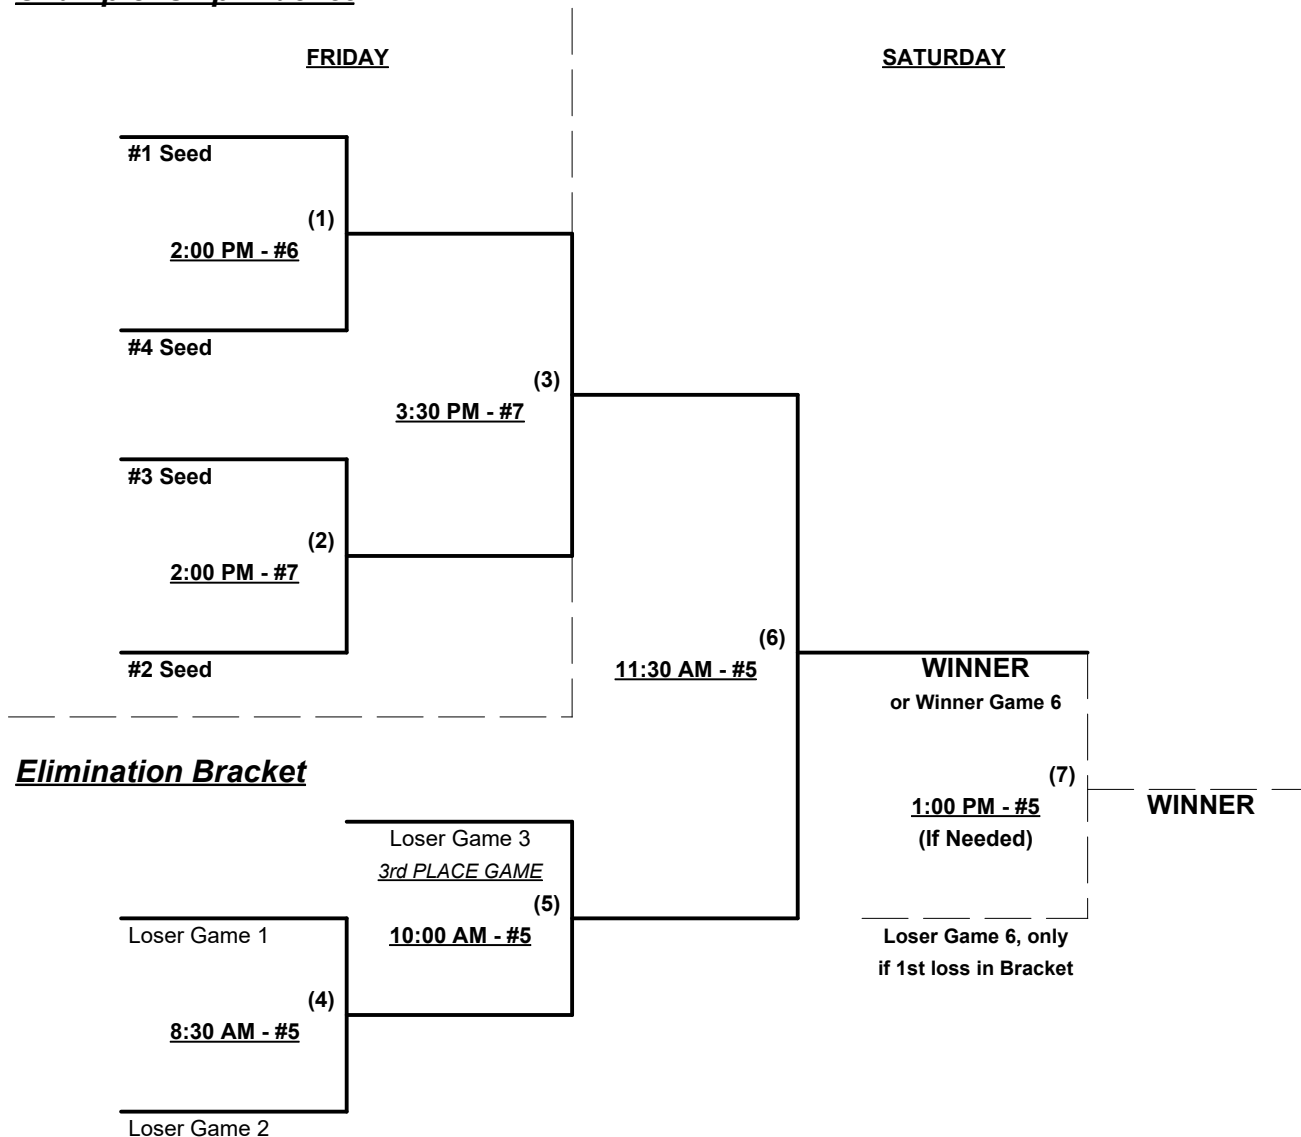 FRIDAY
SATURDAY
#1 Seed
(1)
2:00 PM - #6
#4 Seed
(3)
3:30 PM - #7
#3 Seed
(2)
2:00 PM - #7
#2 Seed
(6)
11:30 AM - #5
WINNER
or Winner Game 6
Elimination Bracket
(7)
1:00 PM - #5
(If Needed)
WINNER
Loser Game 3
3rd PLACE GAME
(5)
10:00 AM - #5
Loser Game 1
Loser Game 6, only
if 1st loss in Bracket
(4)
8:30 AM - #5
Loser Game 2